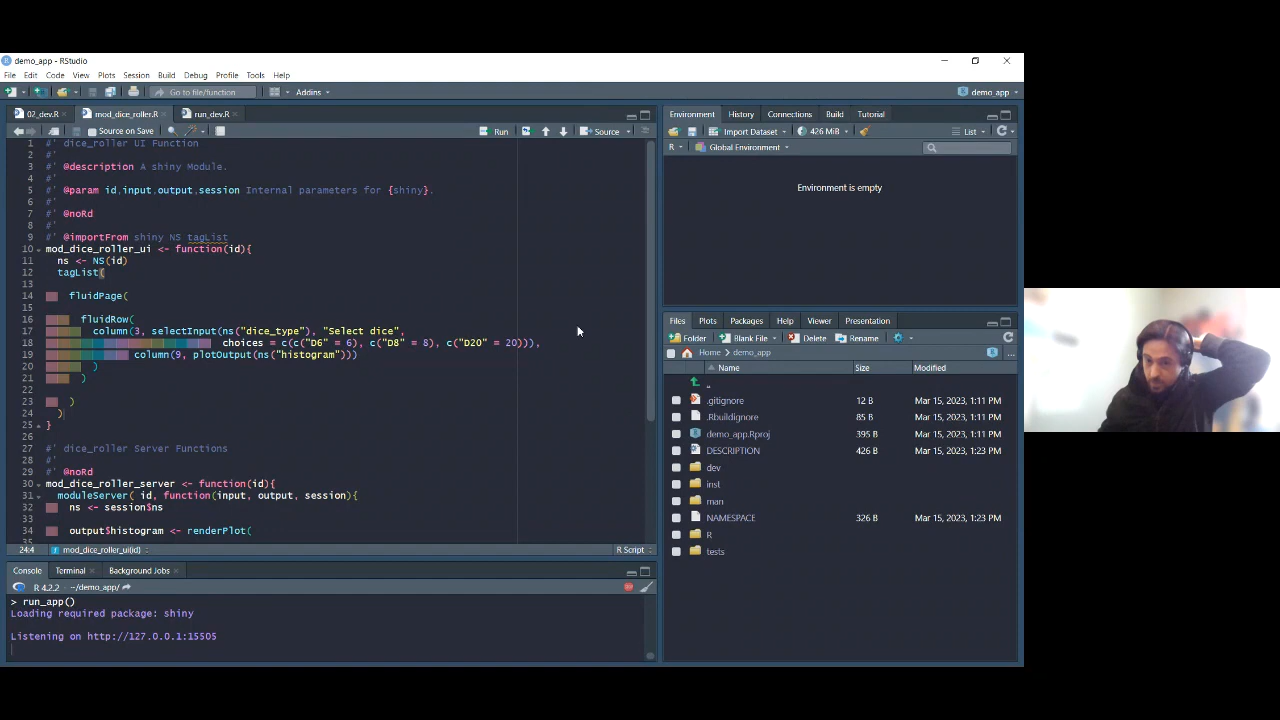 demo_app - RStudio
File Edit Code View Plots Session Build Debug Profile Tools Help
Go to file/function Addins demo_app
02_dev.R mod_dice_roller.R run_dev.R
Source on Save Run Source
1 #' dice_roller UI Function
2 #'
3 #' @description A shiny Module.
4 #'
5 #' @param id,input,output,session Internal parameters for {shiny}.
6 #'
7 #' @noRd
8 #'
9 #' @importFrom shiny NS tagList
10 mod_dice_roller_ui <- function(id){
11 ns <- NS(id)
12 tagList(
13
14 fluidPage(
15
16 fluidRow(
17 column(3, selectInput(ns("dice_type"), "Select dice",
18 choices = c(c("D6" = 6), c("D8" = 8), c("D20" = 20))),
19 column(9, plotOutput(ns("histogram")))
20 )
21 )
22
23 )
24 )
25 }
26
27 #' dice_roller Server Functions
28 #'
29 #' @noRd
30 mod_dice_roller_server <- function(id){
31 moduleServer( id, function(input, output, session){
32 ns <- session$ns
33
34 output$histogram <- renderPlot(
35
24:4 mod_dice_roller_ui(id) R Script
Console Terminal Background Jobs
R 4.2.2 · ~/demo_app/
> run_app()
Loading required package: shiny
Listening on http://127.0.0.1:15505
Environment History Connections Build Tutorial
Import Dataset 426 MiB List
R Global Environment
Environment is empty
Files Plots Packages Help Viewer Presentation
Folder Blank File Delete Rename
Home demo_app
Name Size Modified
..
.gitignore 12 B Mar 15, 2023, 1:11 PM
.Rbuildignore 85 B Mar 15, 2023, 1:11 PM
demo_app.Rproj 395 B Mar 15, 2023, 1:11 PM
DESCRIPTION 426 B Mar 15, 2023, 1:23 PM
dev
inst
man
NAMESPACE 326 B Mar 15, 2023, 1:23 PM
R
tests